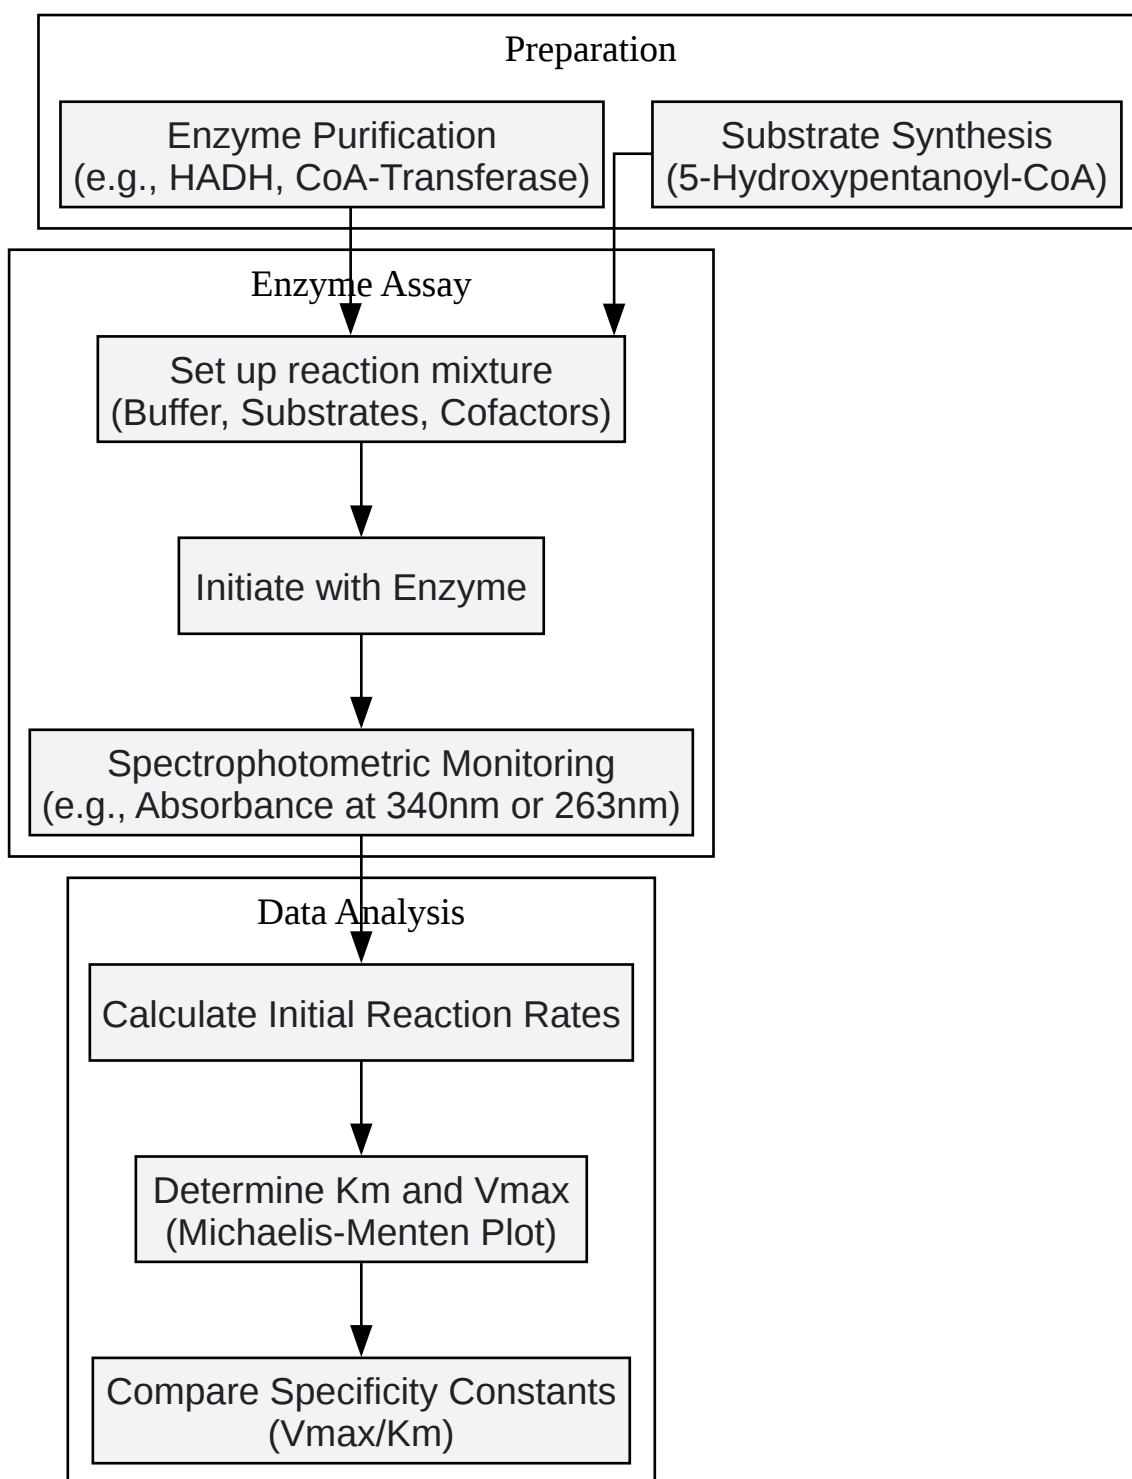 Preparation
Enzyme Purification
(e.g., HADH, CoA-Transferase)
Substrate Synthesis
(5-Hydroxypentanoyl-CoA)
Enzyme Assay
Set up reaction mixture
(Buffer, Substrates, Cofactors)
Initiate with Enzyme
Spectrophotometric Monitoring
(e.g., Absorbance at 340nm or 263nm)
Data Analysis
Calculate Initial Reaction Rates
Determine Km and Vmax
(Michaelis-Menten Plot)
Compare Specificity Constants
(Vmax/Km)